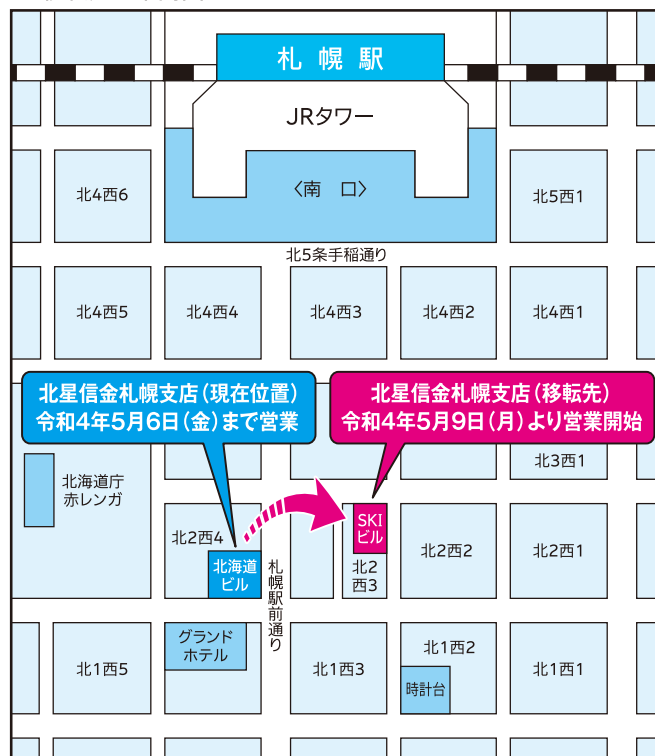 札幌駅
JRタワー
〈南 口〉
北4西6
北5西1
北5条手稲通り
北4西5
北4西4
北4西3
北4西2
北4西1
北星信金札幌支店(現在位置)
令和4年5月6日(金)まで営業
北星信金札幌支店(移転先)
令和4年5月9日(月)より営業開始
北3西1
北海道庁
赤レンガ
北2西4
北海道
ビル
札幌駅前通り
SKI
ビル
北2
西3
北2西2
北2西1
グランド
ホテル
北1西5
北1西3
北1西2
時計台
北1西1